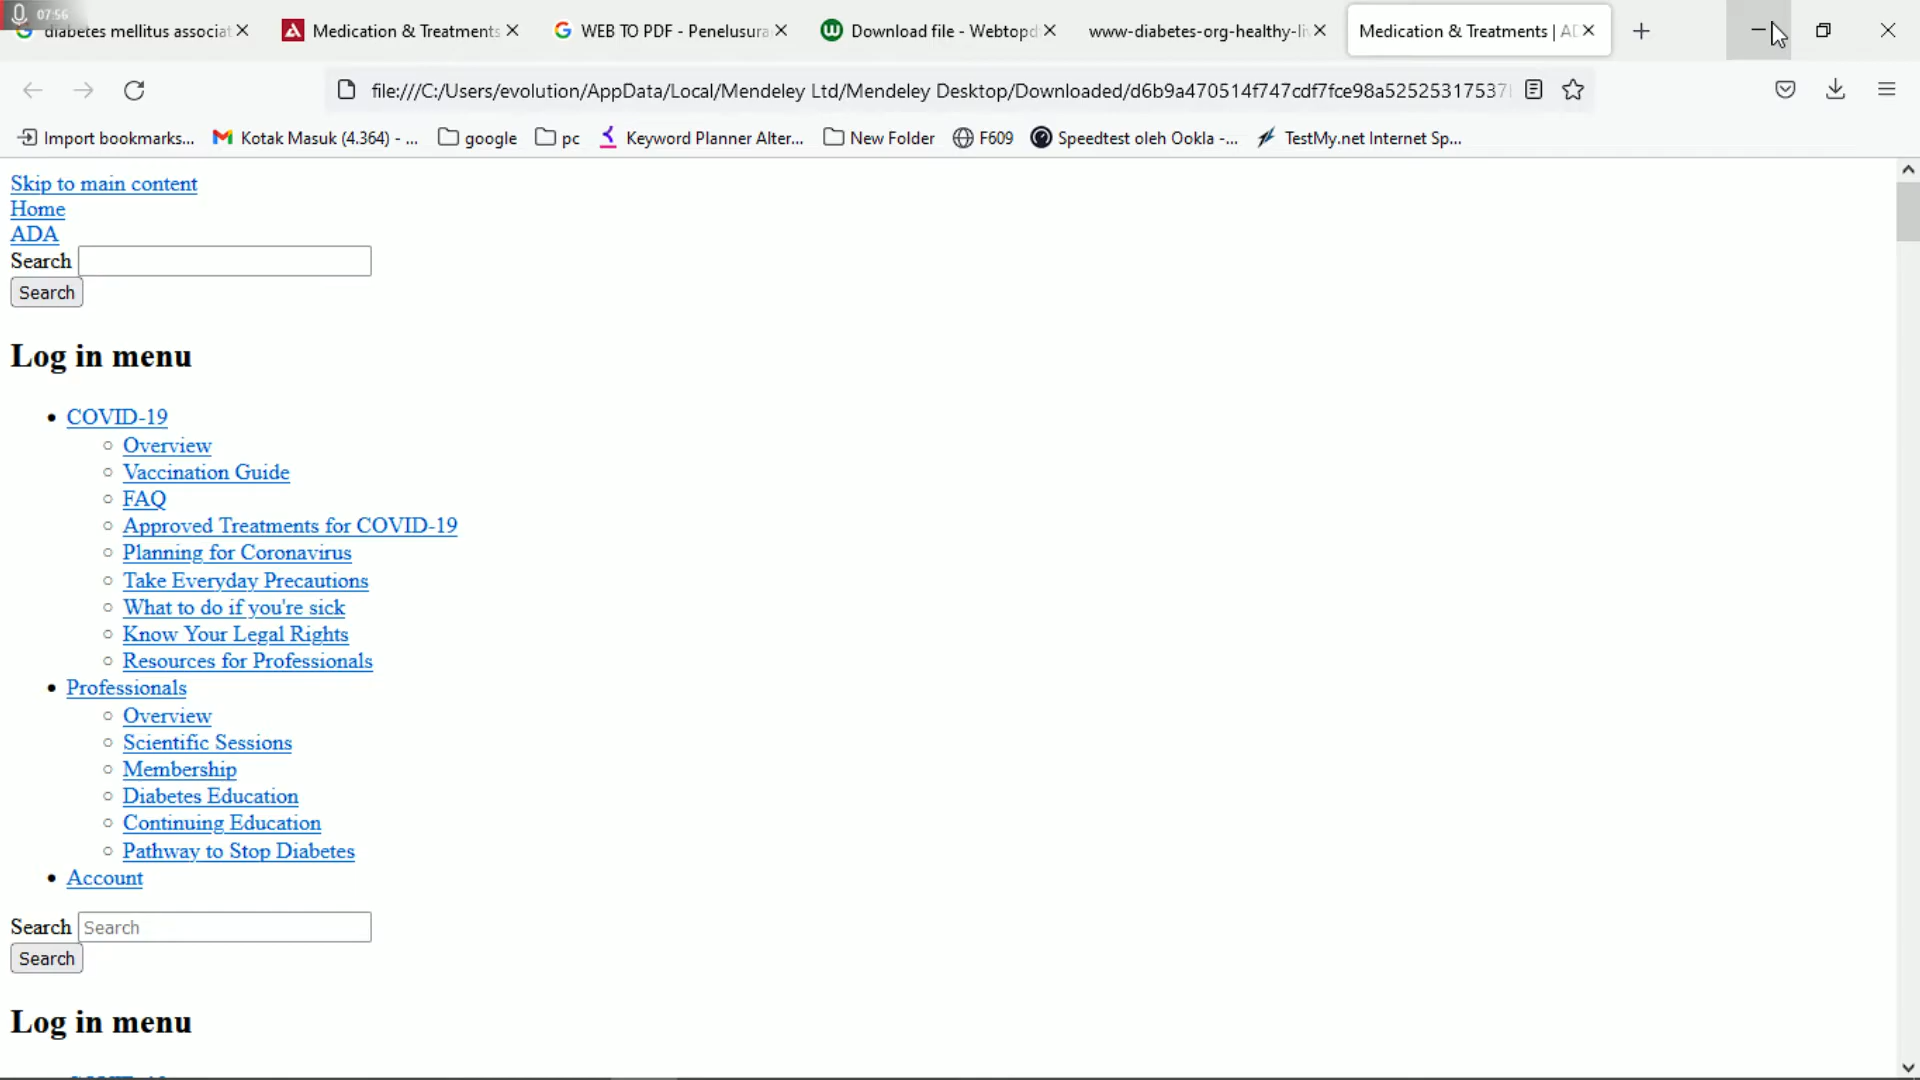 07:56
diabetes mellitus associat
Medication & Treatments
WEB TO PDF - Penelusura
Download file - Webtopd
www-diabetes-org-healthy-li
Medication & Treatments | AD
file:///C:/Users/evolution/AppData/Local/Mendeley Ltd/Mendeley Desktop/Downloaded/d6b9a470514f747cdf7fce98a52525317537
Import bookmarks...
Kotak Masuk (4.364) - ...
google
pc
Keyword Planner Alter...
New Folder
F609
Speedtest oleh Ookla -...
TestMy.net Internet Sp...
Skip to main content
Home
ADA
Search
Search
Log in menu
COVID-19
Overview
Vaccination Guide
FAQ
Approved Treatments for COVID-19
Planning for Coronavirus
Take Everyday Precautions
What to do if you're sick
Know Your Legal Rights
Resources for Professionals
Professionals
Overview
Scientific Sessions
Membership
Diabetes Education
Continuing Education
Pathway to Stop Diabetes
Account
Search Search
Search
Log in menu